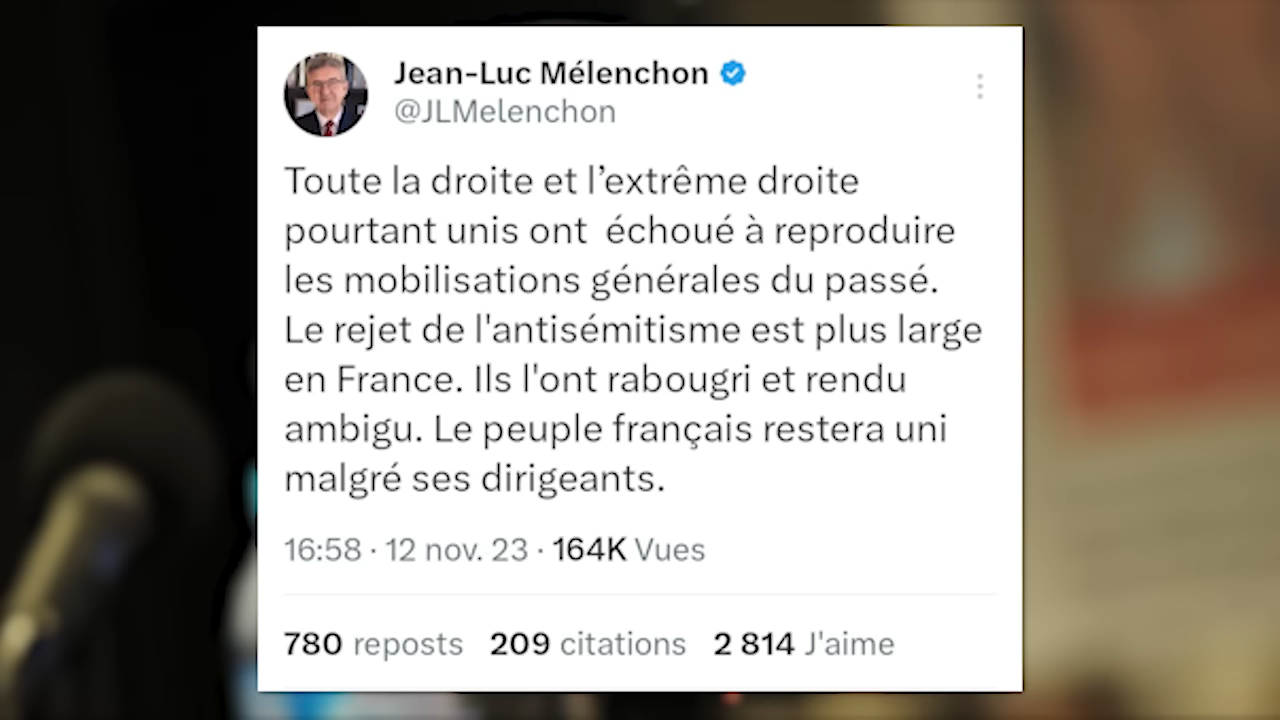 Jean-Luc Mélenchon
@JLMelenchon
Toute la droite et l’extrême droite
pourtant unis ont  échoué à reproduire
les mobilisations générales du passé.
Le rejet de l'antisémitisme est plus large
en France. Ils l'ont rabougri et rendu
ambigu. Le peuple français restera uni
malgré ses dirigeants.
16:58 · 12 nov. 23 · 164K Vues
780 reposts 209 citations 2 814 J'aime